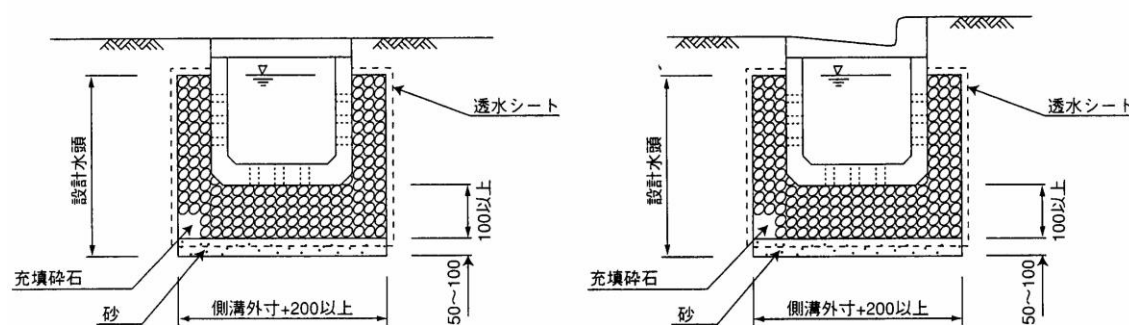 透水シート
設計水頭
100以上
充填砕石
砂
側溝外寸+200以上
50～100
透水シート
設計水頭
100以上
充填砕石
砂
側溝外寸+200以上
50～100